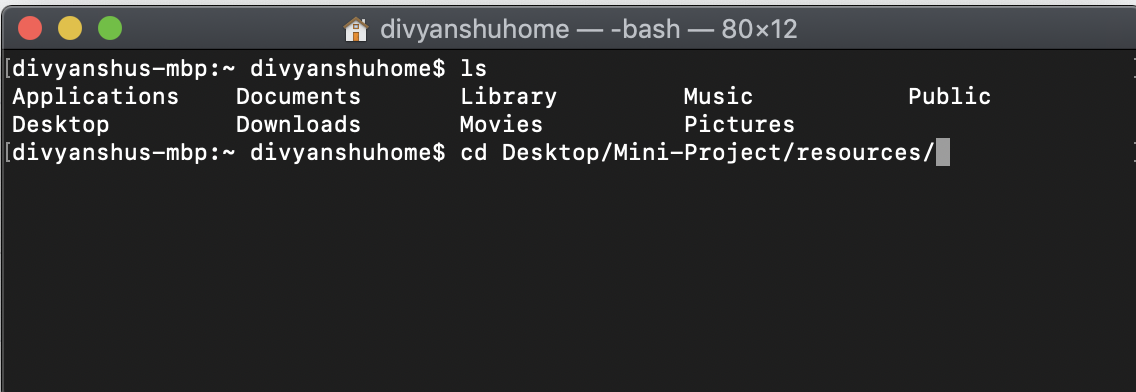 divyanshuhome — -bash — 80×12
[divyanshus-mbp:~ divyanshuhome$ ls ]
Applications Documents Library Music Public
Desktop Downloads Movies Pictures
[divyanshus-mbp:~ divyanshuhome$ cd Desktop/Mini-Project/resources/ ]